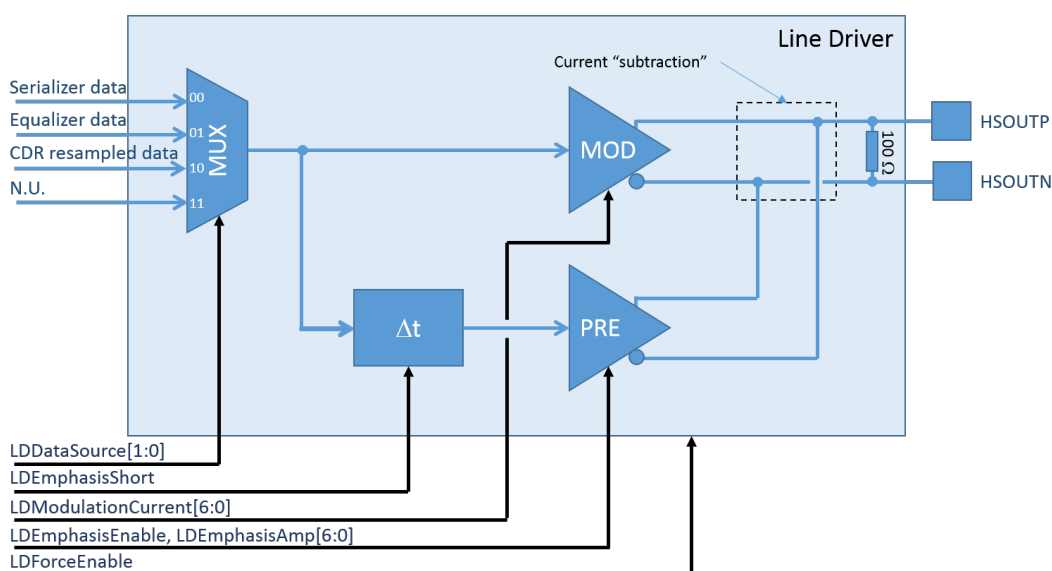 Line Driver
Current “subtraction”
Serializer data
00
Equalizer data
01
CDR resampled data
10
N.U.
11
MUX
MOD
HSOUTP
100 Ω
HSOUTN
Δt
PRE
LDDataSource[1:0]
LDEmphasisShort
LDModulationCurrent[6:0]
LDEmphasisEnable, LDEmphasisAmp[6:0]
LDForceEnable